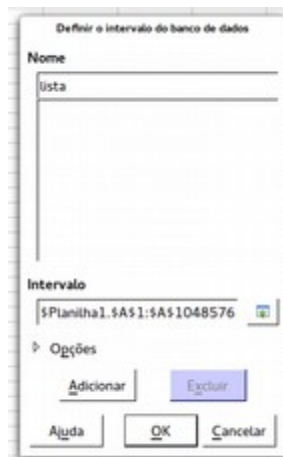 Definir o intervalo do banco de dados
Nome
lista
Intervalo
$Planilha1.$A$1:$A$1048576
Opções
Adicionar Excluir
Ajuda OK Cancelar